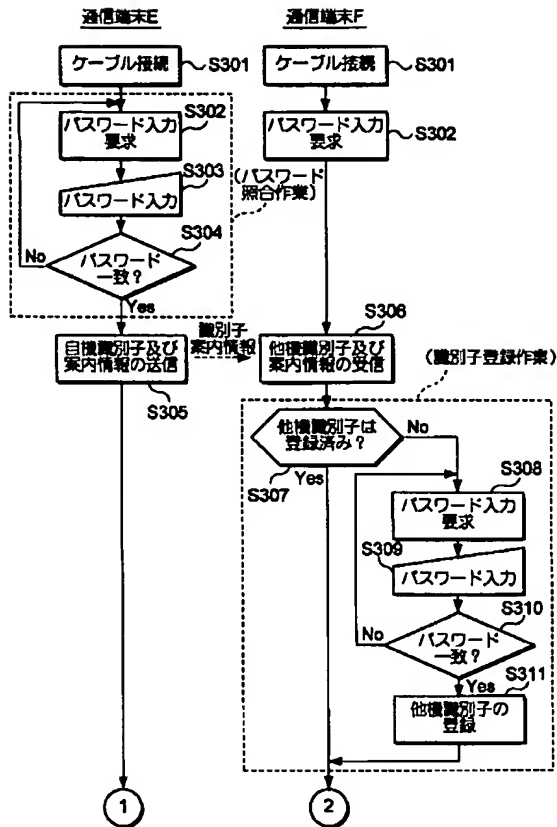 通信端末E
ケーブル接続
S301
S302
パスワード入力
要求
S303
パスワード入力
(パスワード
照合作業)
S304
No
パスワード
一致?
Yes
自機識別子及び
案内情報の送信
S305
識別子
案内情報
1
通信端末F
ケーブル接続
S301
パスワード入力
要求
S302
S306
他機識別子及び
案内情報の受信
(識別子登録作業)
他機識別子は
登録済み?
No
S307
Yes
S308
パスワード入力
要求
S309
パスワード入力
S310
No
パスワード
一致?
Yes
S311
他機識別子の
登録
2